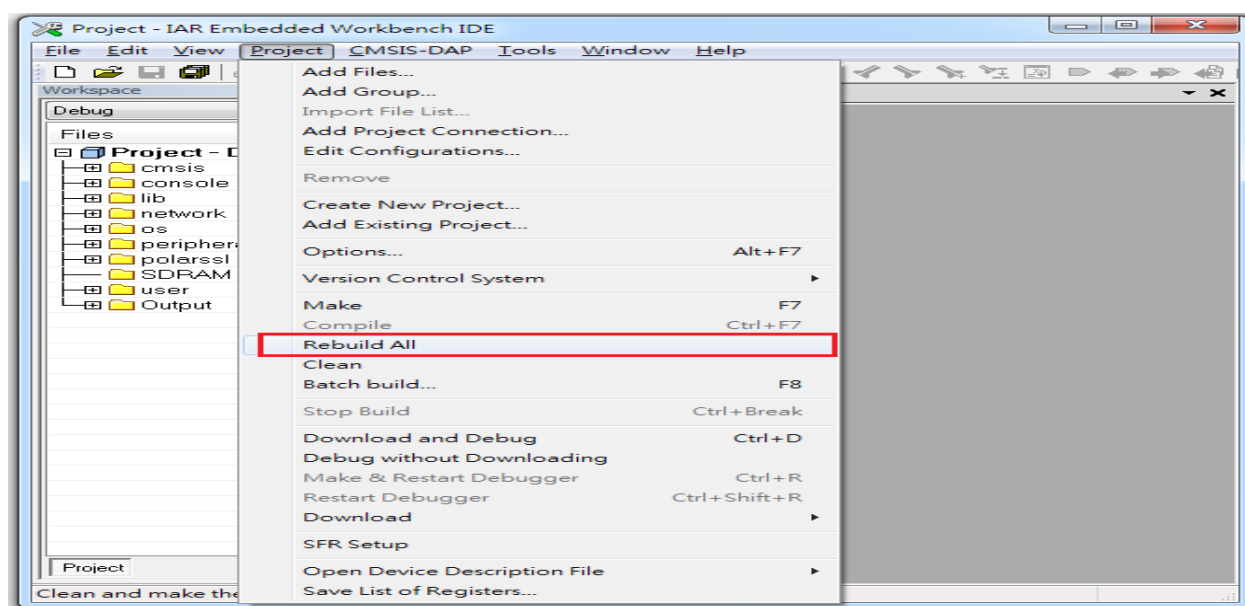 Project - IAR Embedded Workbench IDE
File Edit View Project CMSIS-DAP Tools Window Help
Workspace
Debug
Files
Project -
cmsis
console
lib
network
os
polarssl
SDRAM
user
Output
Project
Clean and make the
Add Files...
Add Group...
Import File List...
Add Project Connection...
Edit Configurations...
Remove
Create New Project...
Add Existing Project...
Options... Alt+F7
Version Control System
Make F7
Compile Ctrl+F7
Rebuild All
Clean
Batch build... F8
Stop Build Ctrl+Break
Download and Debug Ctrl+D
Debug without Downloading
Make & Restart Debugger Ctrl+R
Restart Debugger Ctrl+Shift+R
Download
SFR Setup
Open Device Description File
Save List of Registers...